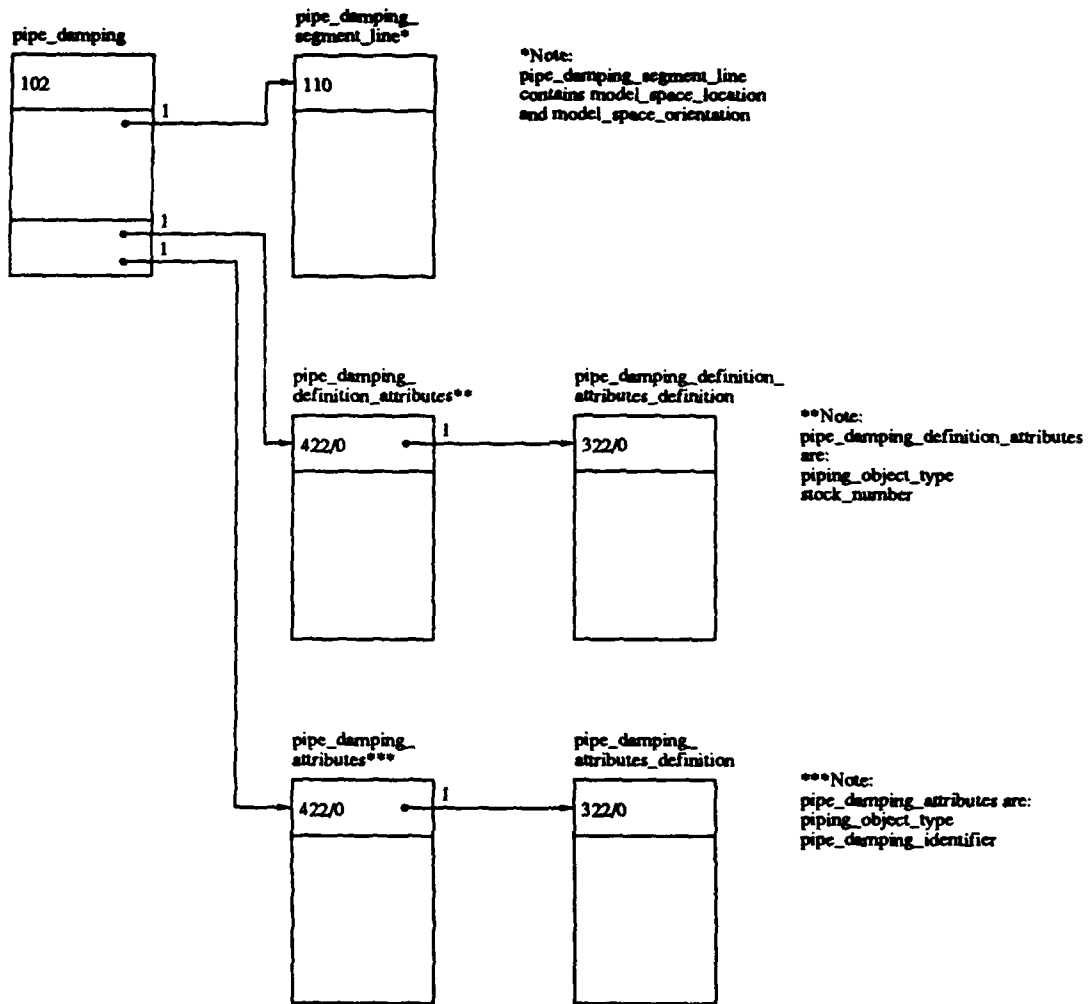 pipe_damping
102
1
1
1
pipe_damping_
segment_line*
110
*Note:
pipe_damping_segment_line
contains model_space_location
and model_space_orientation
pipe_damping_
definition_attributes**
422/0
1
pipe_damping_definition_
attributes_definition
322/0
**Note:
pipe_damping_definition_attributes
are:
piping_object_type
stock_number
pipe_damping_
attributes***
422/0
1
pipe_damping_
attributes_definition
322/0
***Note:
pipe_damping_attributes are:
piping_object_type
pipe_damping_identifier